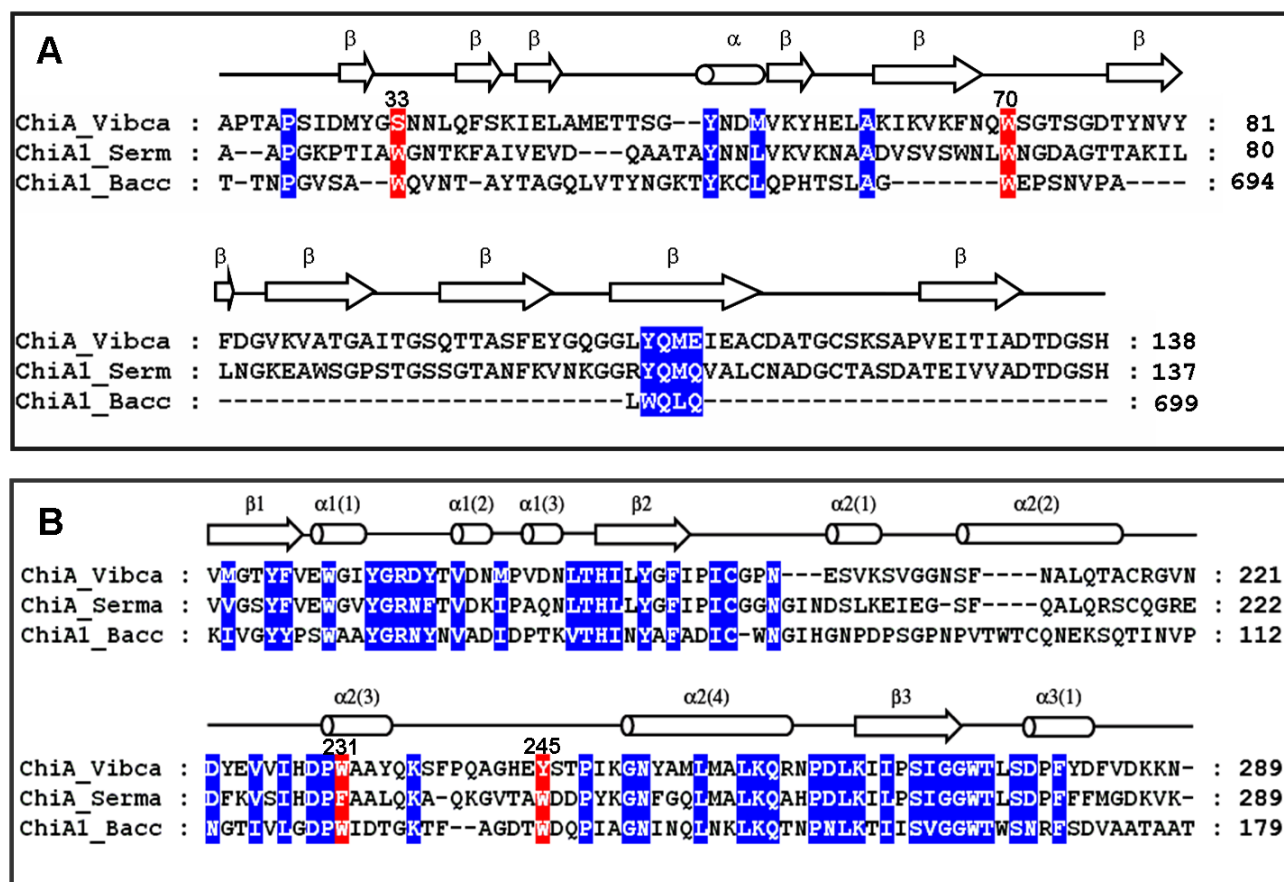 A
β β β α β β β
33 70
ChiA_Vibca : APTAPSIDMYGSNNLQFSKIELAMETTSG--YNDMVKYHELAKIKVKFNQWSGTSGDTYNVY : 81
ChiA1_Serm : A--APGKPTIAWGNTKFAIVEVD---QAATAYNNLVKVKNAADVSVSWNLWNGDAGTTAKIL : 80
ChiA1_Bacc : T-TNPGVSA--WQVNT-AYTAGQLVTYNGKTYKCLQPHTSLAG--------WEPSNVPA---- : 694
β β β β β
ChiA_Vibca : FDGVKVATGAITGSQTTASFEYGQGGLYQMEIEACDATGCSKSAPVEITIADTDGSH : 138
ChiA1_Serm : LNGKEAWSGPSTGSSGTANFKVNKGGRYQMQVALCNADGCTASDATEIVVADTDGSH : 137
ChiA1_Bacc : --------------------------LWQLQ-------------------------- : 699
B
β1 α1(1) α1(2) α1(3) β2 α2(1) α2(2)
ChiA_Vibca : VMGTYFVEWGIYGRDYTVDNMPVDNLTHILYGFIPICGPN---ESVKSVGGNSF----NALQTACRGVN : 221
ChiA_Serma : VVGSYFVEWGVYGRNFTVDKIPAQNLTHLLYGFIPICGGNGINDSLKEIEG-SF----QALQRSCQGRE : 222
ChiA1_Bacc : KIVGYYPSWAAYGRNYNVADIDPTKVTHINYAFADIC-WNGIHGNPDPSGPNPVTWTCQNEKSQTINVP : 112
α2(3) α2(4) β3 α3(1)
231 245
ChiA_Vibca : DYEVVIHDPWAAYQKSFPQAGHEYSTPIKGNYAMLMALKQRNPDLKIIPSIGGWTLSDPFYDFVDKKN- : 289
ChiA_Serma : DFKVSIHDPFAALQKA-QKGVTAWDDPYKGNFGQLMALKQAHPDLKILPSIGGWTLSDPFFFMGDKVK- : 289
ChiA1_Bacc : NGTIVLGDPWIDTGKTF--AGDTWDQPIAGNINQLNKLKQTNPNLKTIISVGGWTWSNRFSDVAATAAT : 179